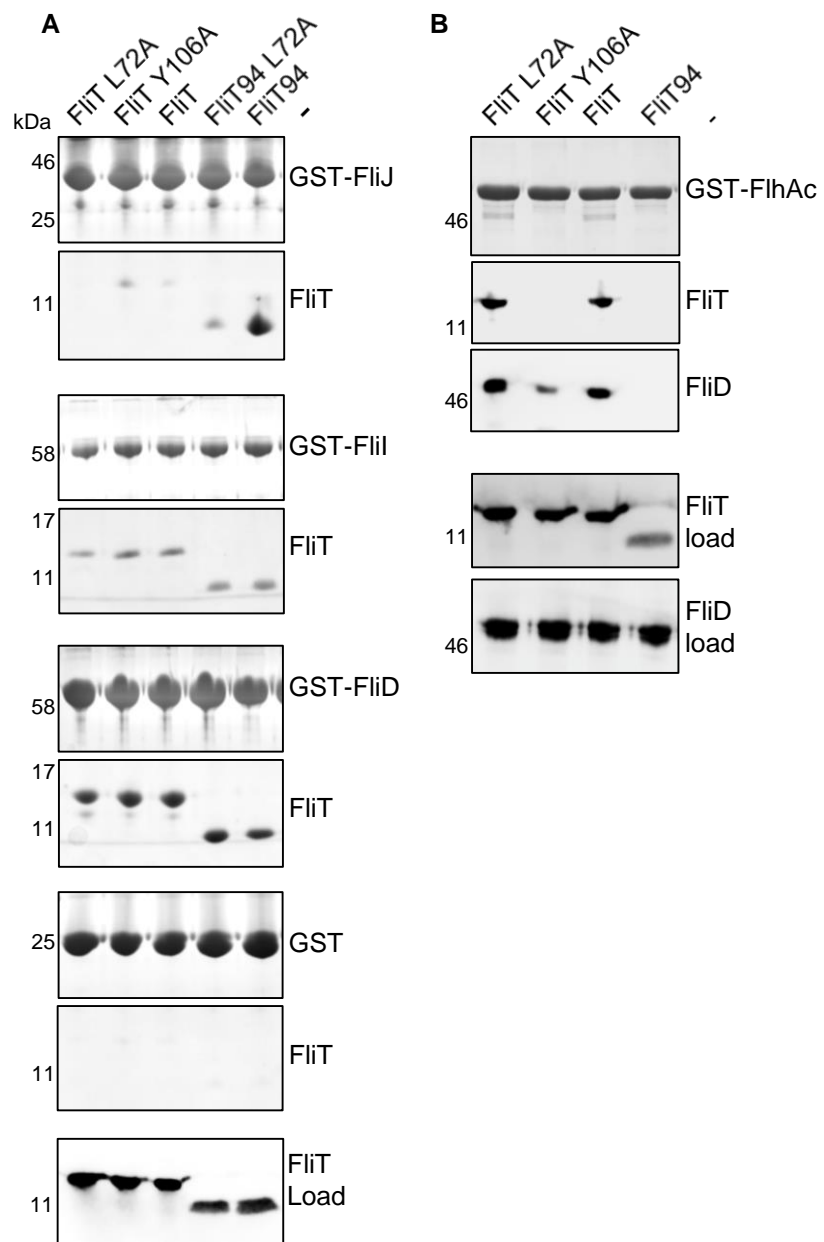 A
FliT L72A
FliT Y106A
FliT
FliT94 L72A
FliT94
-
kDa
46
25
GST-FliJ
11
FliT
58
GST-FliI
17
11
FliT
58
GST-FliD
17
11
FliT
25
GST
11
FliT
11
FliT
Load
B
FliT L72A
FliT Y106A
FliT
FliT94
-
46
GST-FlhAc
11
FliT
46
FliD
11
FliT
load
46
FliD
load